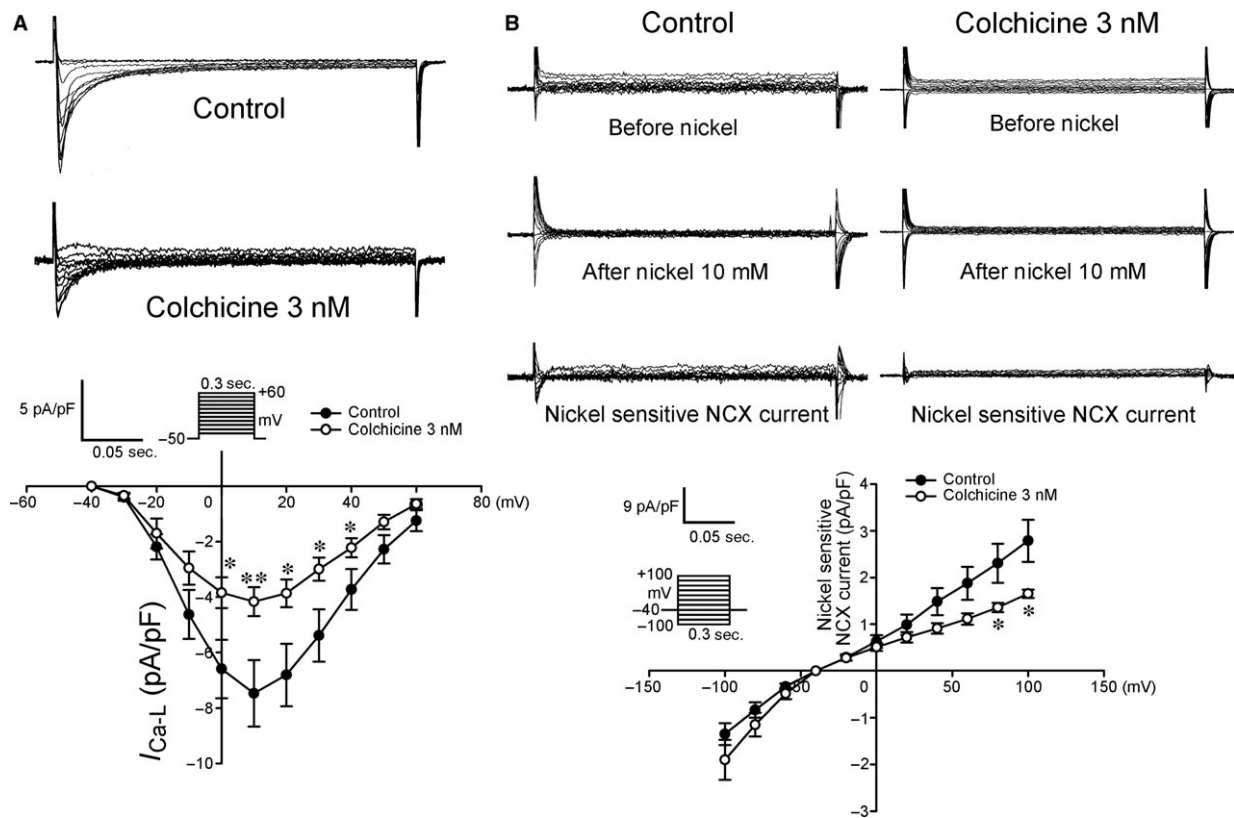 A
Control
Colchicine 3 nM
5 pA/pF
0.05 sec.
0.3 sec.
+60
mV
−50
Control
Colchicine 3 nM
−60
−40
−20
0
20
40
60
80
(mV)
−2
−4
−6
−8
−10
*
**
*
*
*
ICa-L (pA/pF)
B
Control
Colchicine 3 nM
Before nickel
Before nickel
After nickel 10 mM
After nickel 10 mM
Nickel sensitive NCX current
Nickel sensitive NCX current
9 pA/pF
0.05 sec.
+100
mV
−40
−100
0.3 sec.
Nickel sensitive
NCX current (pA/pF)
Control
Colchicine 3 nM
4
3
2
1
−1
−2
−3
*
*
−150
−100
−50
0
50
100
150
(mV)